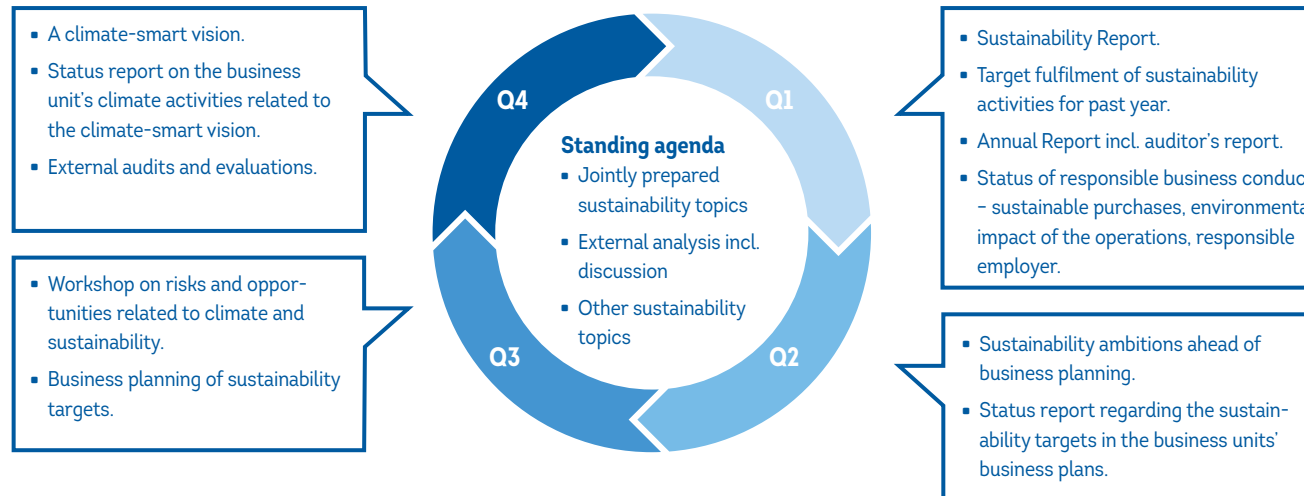 ▪ A climate-smart vision.
▪ Status report on the business
unit's climate activities related to
the climate-smart vision.
▪ External audits and evaluations.
Q4
Q1
▪ Sustainability Report.
▪ Target fulfilment of sustainability
activities for past year.
▪ Annual Report incl. auditor's report.
▪ Status of responsible business conduc
– sustainable purchases, environmenta
impact of the operations, responsible
employer.
Standing agenda
▪ Jointly prepared
sustainability topics
▪ External analysis incl.
discussion
▪ Other sustainability
topics
▪ Workshop on risks and oppor-
tunities related to climate and
sustainability.
▪ Business planning of sustainability
targets.
Q3
Q2
▪ Sustainability ambitions ahead of
business planning.
▪ Status report regarding the sustain-
ability targets in the business units'
business plans.